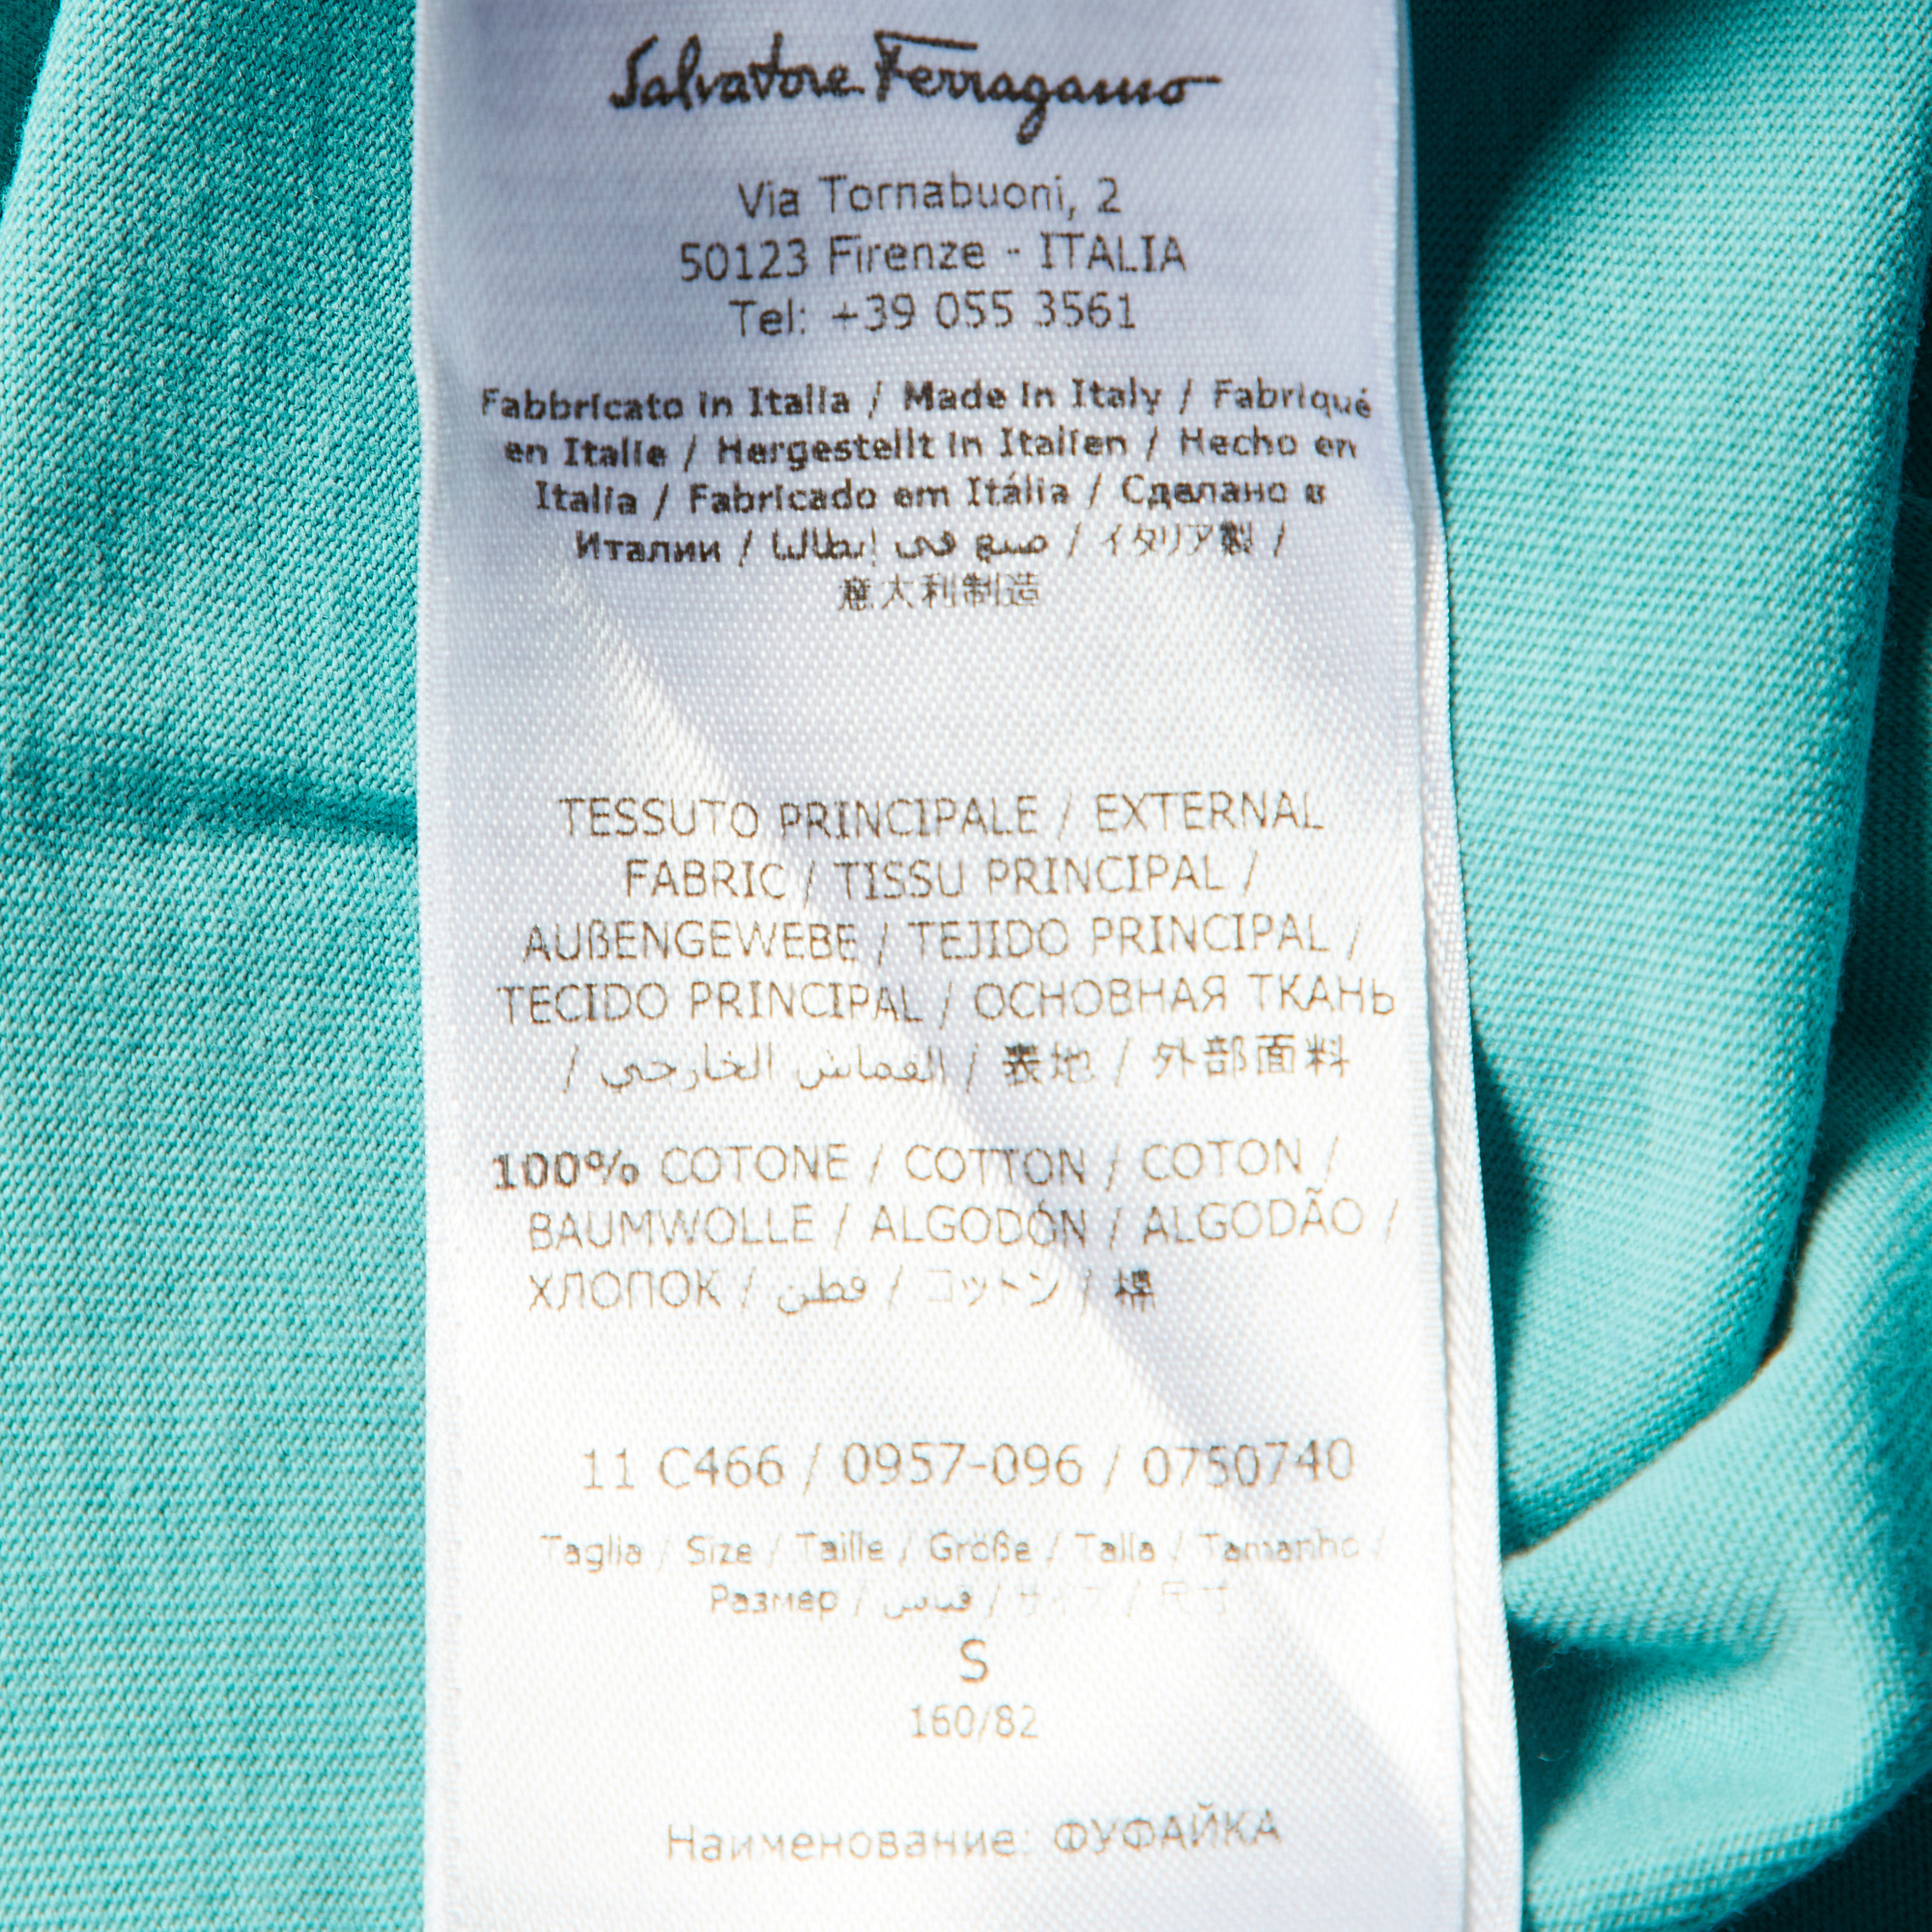 Salvatore Ferragamo
Via Tornabuoni, 2
50123 Firenze - ITALIA
Tel: +39 055 3561
Fabbricato in Italia / Made in Italy / Fabriqué
en Italie / Hergestellt in Italien / Hecho en
Italia / Fabricado em Itália / Сделано в
Италии / صنع في إيطاليا / イタリア製 /
意大利制造
TESSUTO PRINCIPALE / EXTERNAL
FABRIC / TISSU PRINCIPAL /
AUßENGEWEBE / TEJIDO PRINCIPAL /
TECIDO PRINCIPAL / ОСНОВНАЯ ТКАНЬ
/ القماش الخارجي / 表地 / 外部面料
100% COTONE / COTTON / COTON /
BAUMWOLLE / ALGODÓN / ALGODÃO /
ХЛОПОК / قطن / コットン / 棉
11 C466 / 0957-096 / 0750740
Taglia / Size / Taille / Größe / Talla / Tamanho /
Размер / قياس / サイズ / 尺寸
S
160/82
Наименование: ФУФАЙКА